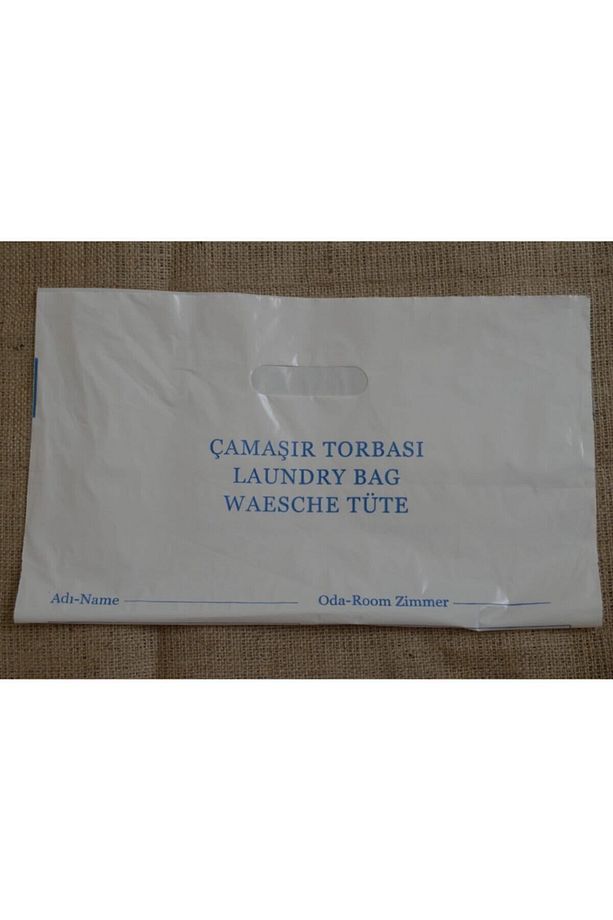 ÇAMAŞIR TORBASI
LAUNDRY BAG
WAESCHE TÜTE
Adı-Name Oda-Room Zimmer